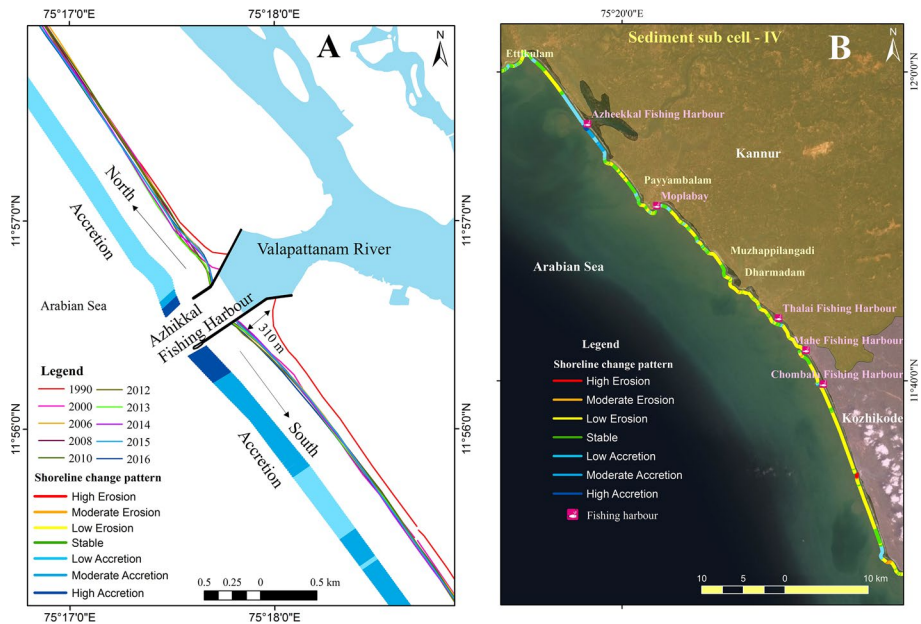 75°17'0"E
75°18'0"E
A
N
11°57'0"N
North
Accretion
Valapattanam River
Arabian Sea
Azhikkal
Fishing Harbour
310 m
South
Accretion
11°56'0"N
Legend
1990
2000
2006
2008
2010
2012
2013
2014
2015
2016
Shoreline change pattern
High Erosion
Moderate Erosion
Low Erosion
Stable
Low Accretion
Moderate Accretion
High Accretion
0.5 0.25 0 0.5 km
75°17'0"E
75°18'0"E
11°57'0"N
11°56'0"N
75°20'0"E
Sediment sub cell - IV
B
N
Ettikulam
12°0'0"N
Azheekkal Fishing Harbour
Kannur
Payyambalam
Moplabay
Muzhappilangadi
Arabian Sea
Dharmadam
Thalai Fishing Harbour
Mahe Fishing Harbour
Chombala Fishing Harbour
11°40'0"N
Kozhikode
Legend
Shoreline change pattern
High Erosion
Moderate Erosion
Low Erosion
Stable
Low Accretion
Moderate Accretion
High Accretion
Fishing harbour
10 5 0 10 km
75°20'0"E